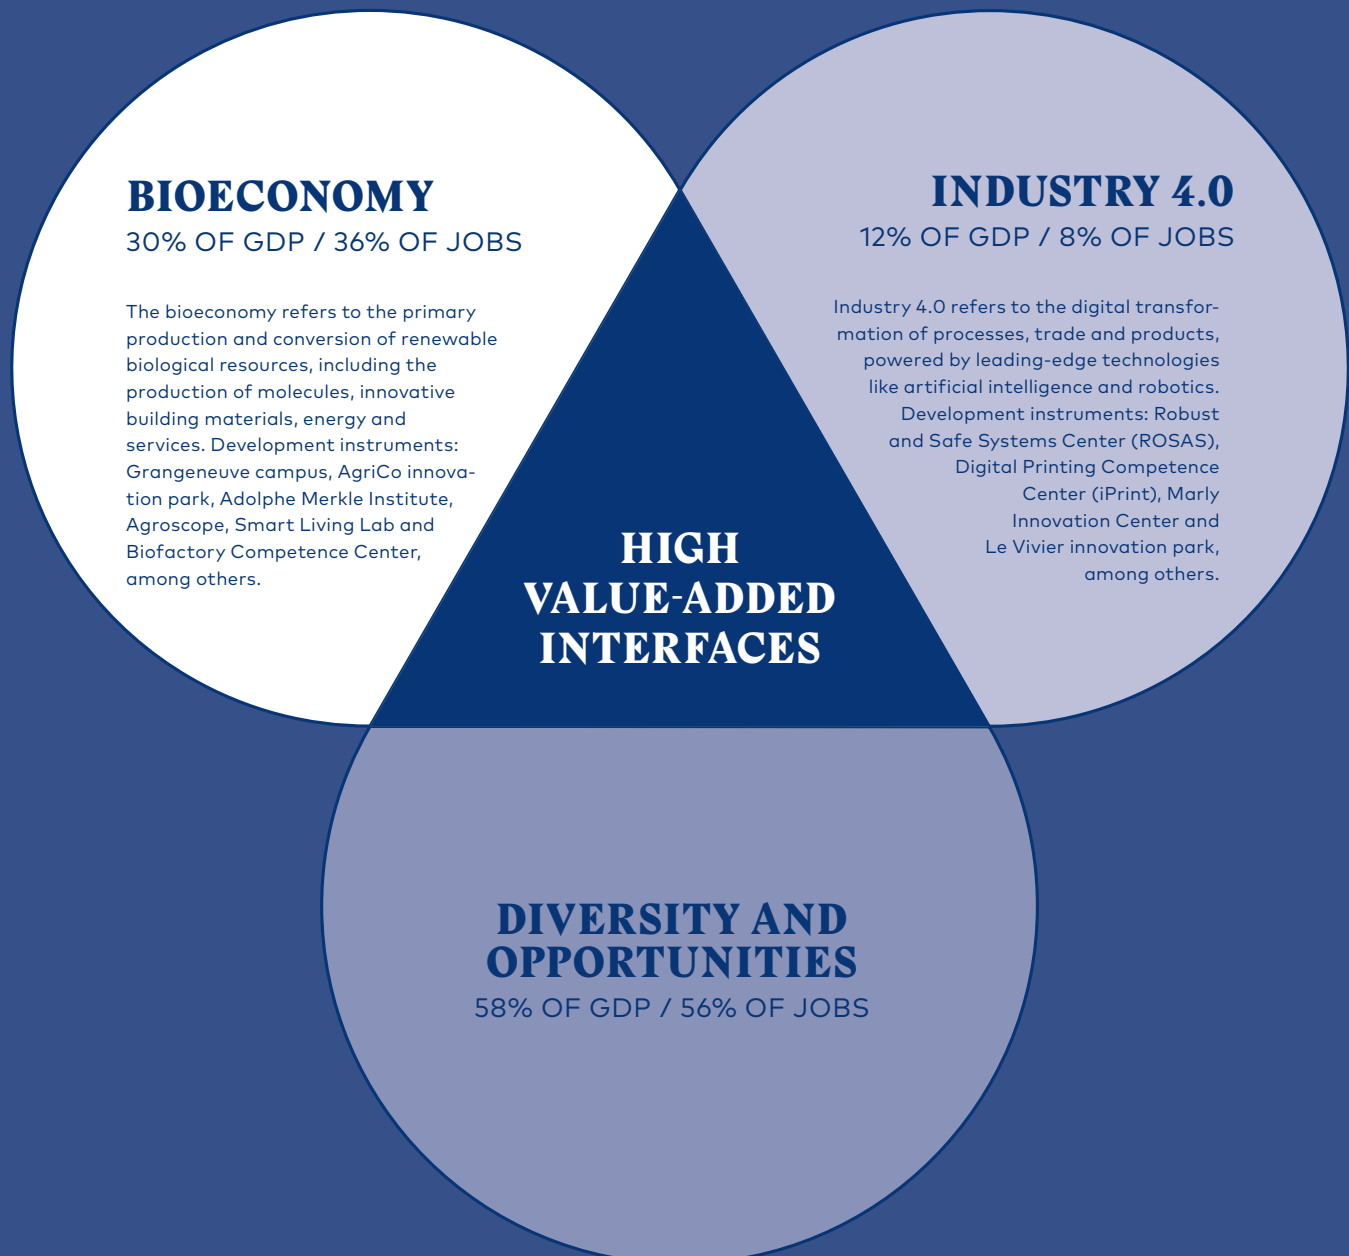 BIOECONOMY
30% OF GDP / 36% OF JOBS
The bioeconomy refers to the primary
production and conversion of renewable
biological resources, including the
production of molecules, innovative
building materials, energy and
services. Development instruments:
Grangeneuve campus, AgriCo innova-
tion park, Adolphe Merkle Institute,
Agroscope, Smart Living Lab and
Biofactory Competence Center,
among others.
INDUSTRY 4.0
12% OF GDP / 8% OF JOBS
Industry 4.0 refers to the digital transfor-
mation of processes, trade and products,
powered by leading-edge technologies
like artificial intelligence and robotics.
Development instruments: Robust
and Safe Systems Center (ROSAS),
Digital Printing Competence
Center (iPrint), Marly
Innovation Center and
Le Vivier innovation park,
among others.
HIGH
VALUE-ADDED
INTERFACES
DIVERSITY AND
OPPORTUNITIES
58% OF GDP / 56% OF JOBS